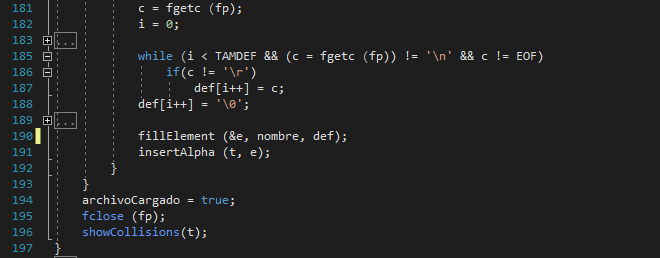 181 c = fgetc (fp);
182 i = 0;
183 ...
185 while (i < TAMDEF && (c = fgetc (fp)) != '\n' && c != EOF)
186 if(c != '\r')
187 def[i++] = c;
188 def[i++] = '\0';
189 ...
190 fillElement (&e, nombre, def);
191 insertAlpha (t, e);
192 }
193 }
194 archivoCargado = true;
195 fclose (fp);
196 showCollisions(t);
197 }